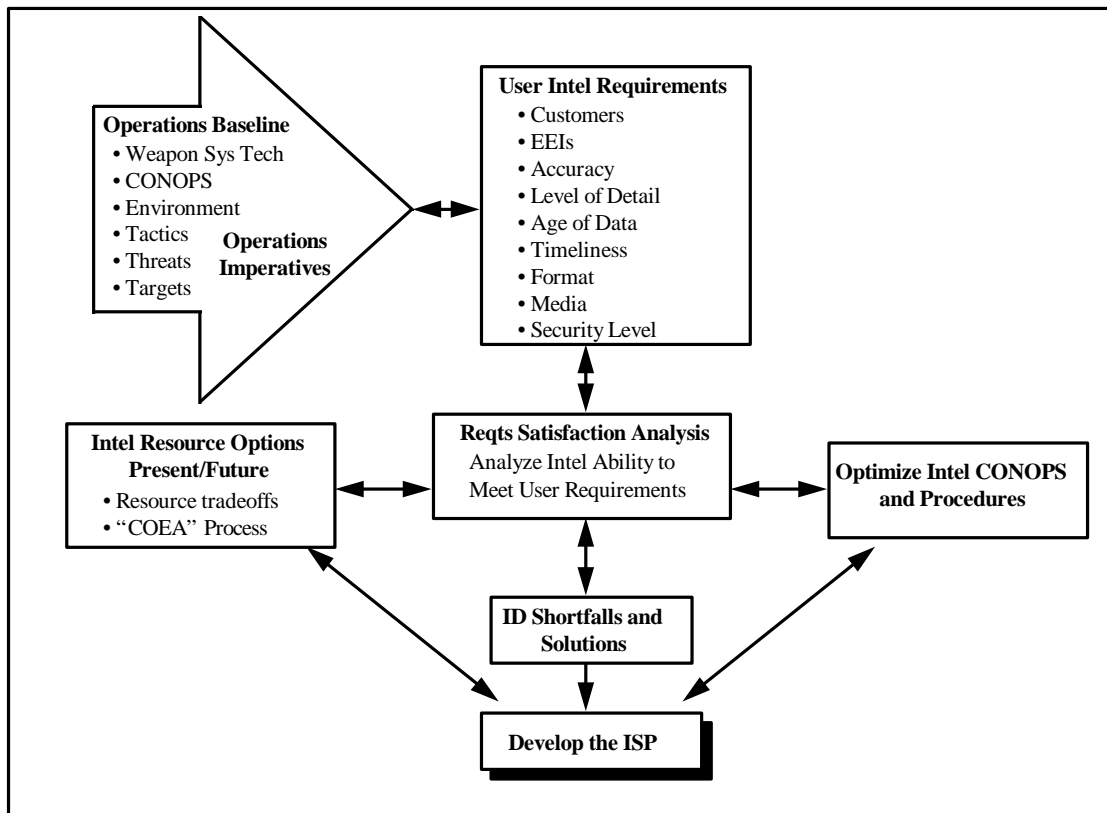 Operations Baseline
• Weapon Sys Tech
• CONOPS
• Environment
• Tactics
• Threats
• Targets
Operations
Imperatives
User Intel Requirements
• Customers
• EEIs
• Accuracy
• Level of Detail
• Age of Data
• Timeliness
• Format
• Media
• Security Level
Intel Resource Options
Present/Future
• Resource tradeoffs
• “COEA” Process
Reqts Satisfaction Analysis
Analyze Intel Ability to
Meet User Requirements
Optimize Intel CONOPS
and Procedures
ID Shortfalls and
Solutions
Develop the ISP